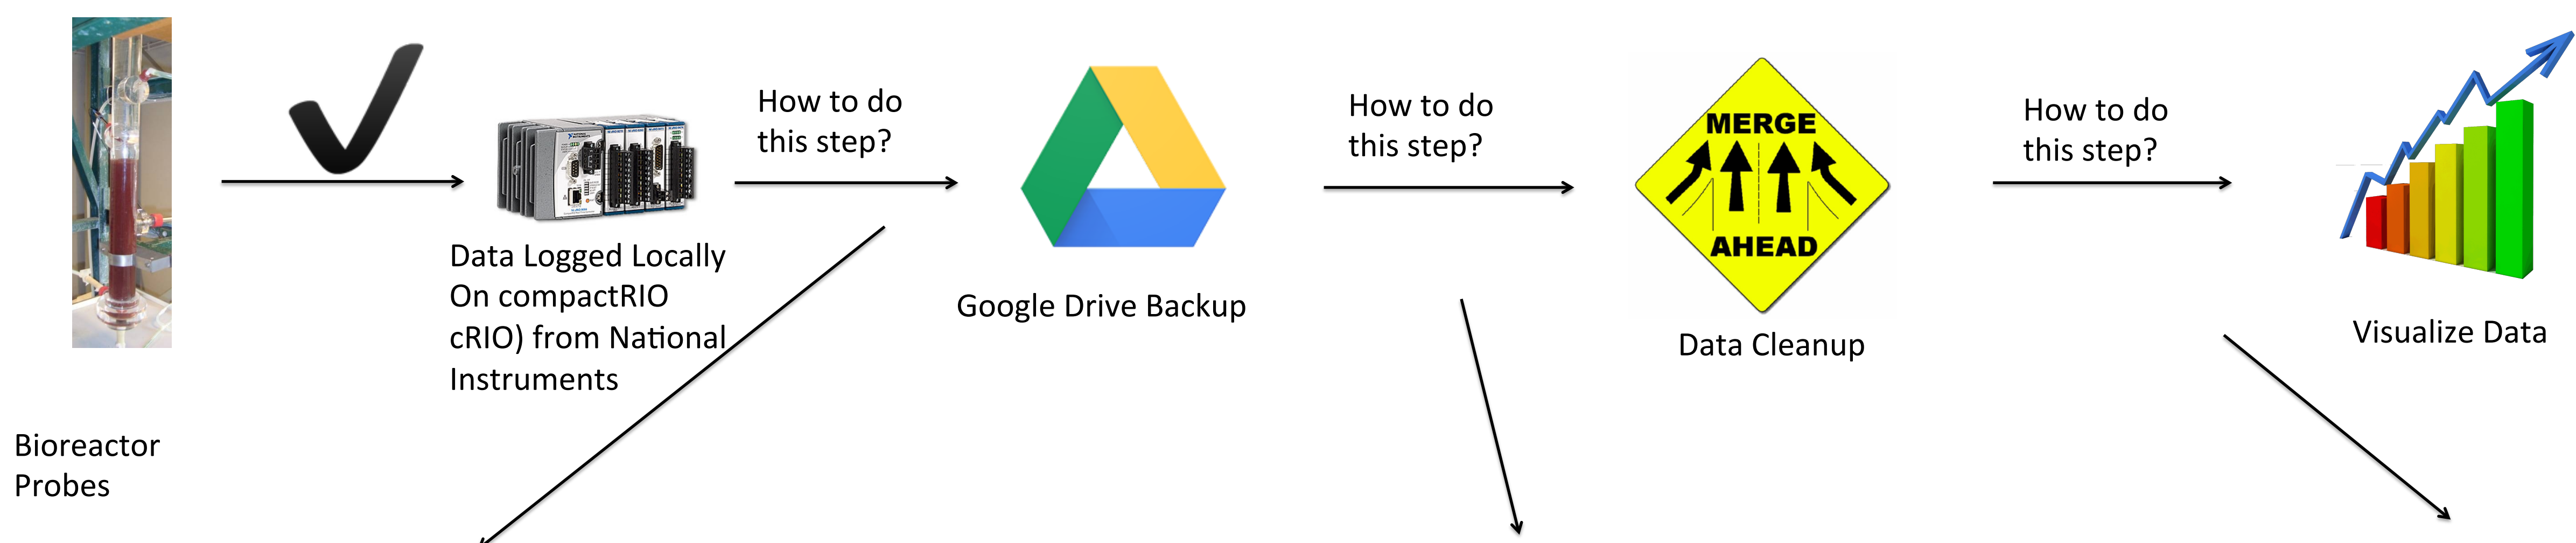 How to do
this step?
How to do
this step?
How to do
this step?
MERGE
AHEAD
Data Logged Locally
On compactRIO
cRIO) from National
Instruments
Google Drive Backup
Data Cleanup
Visualize Data
Bioreactor
Probes